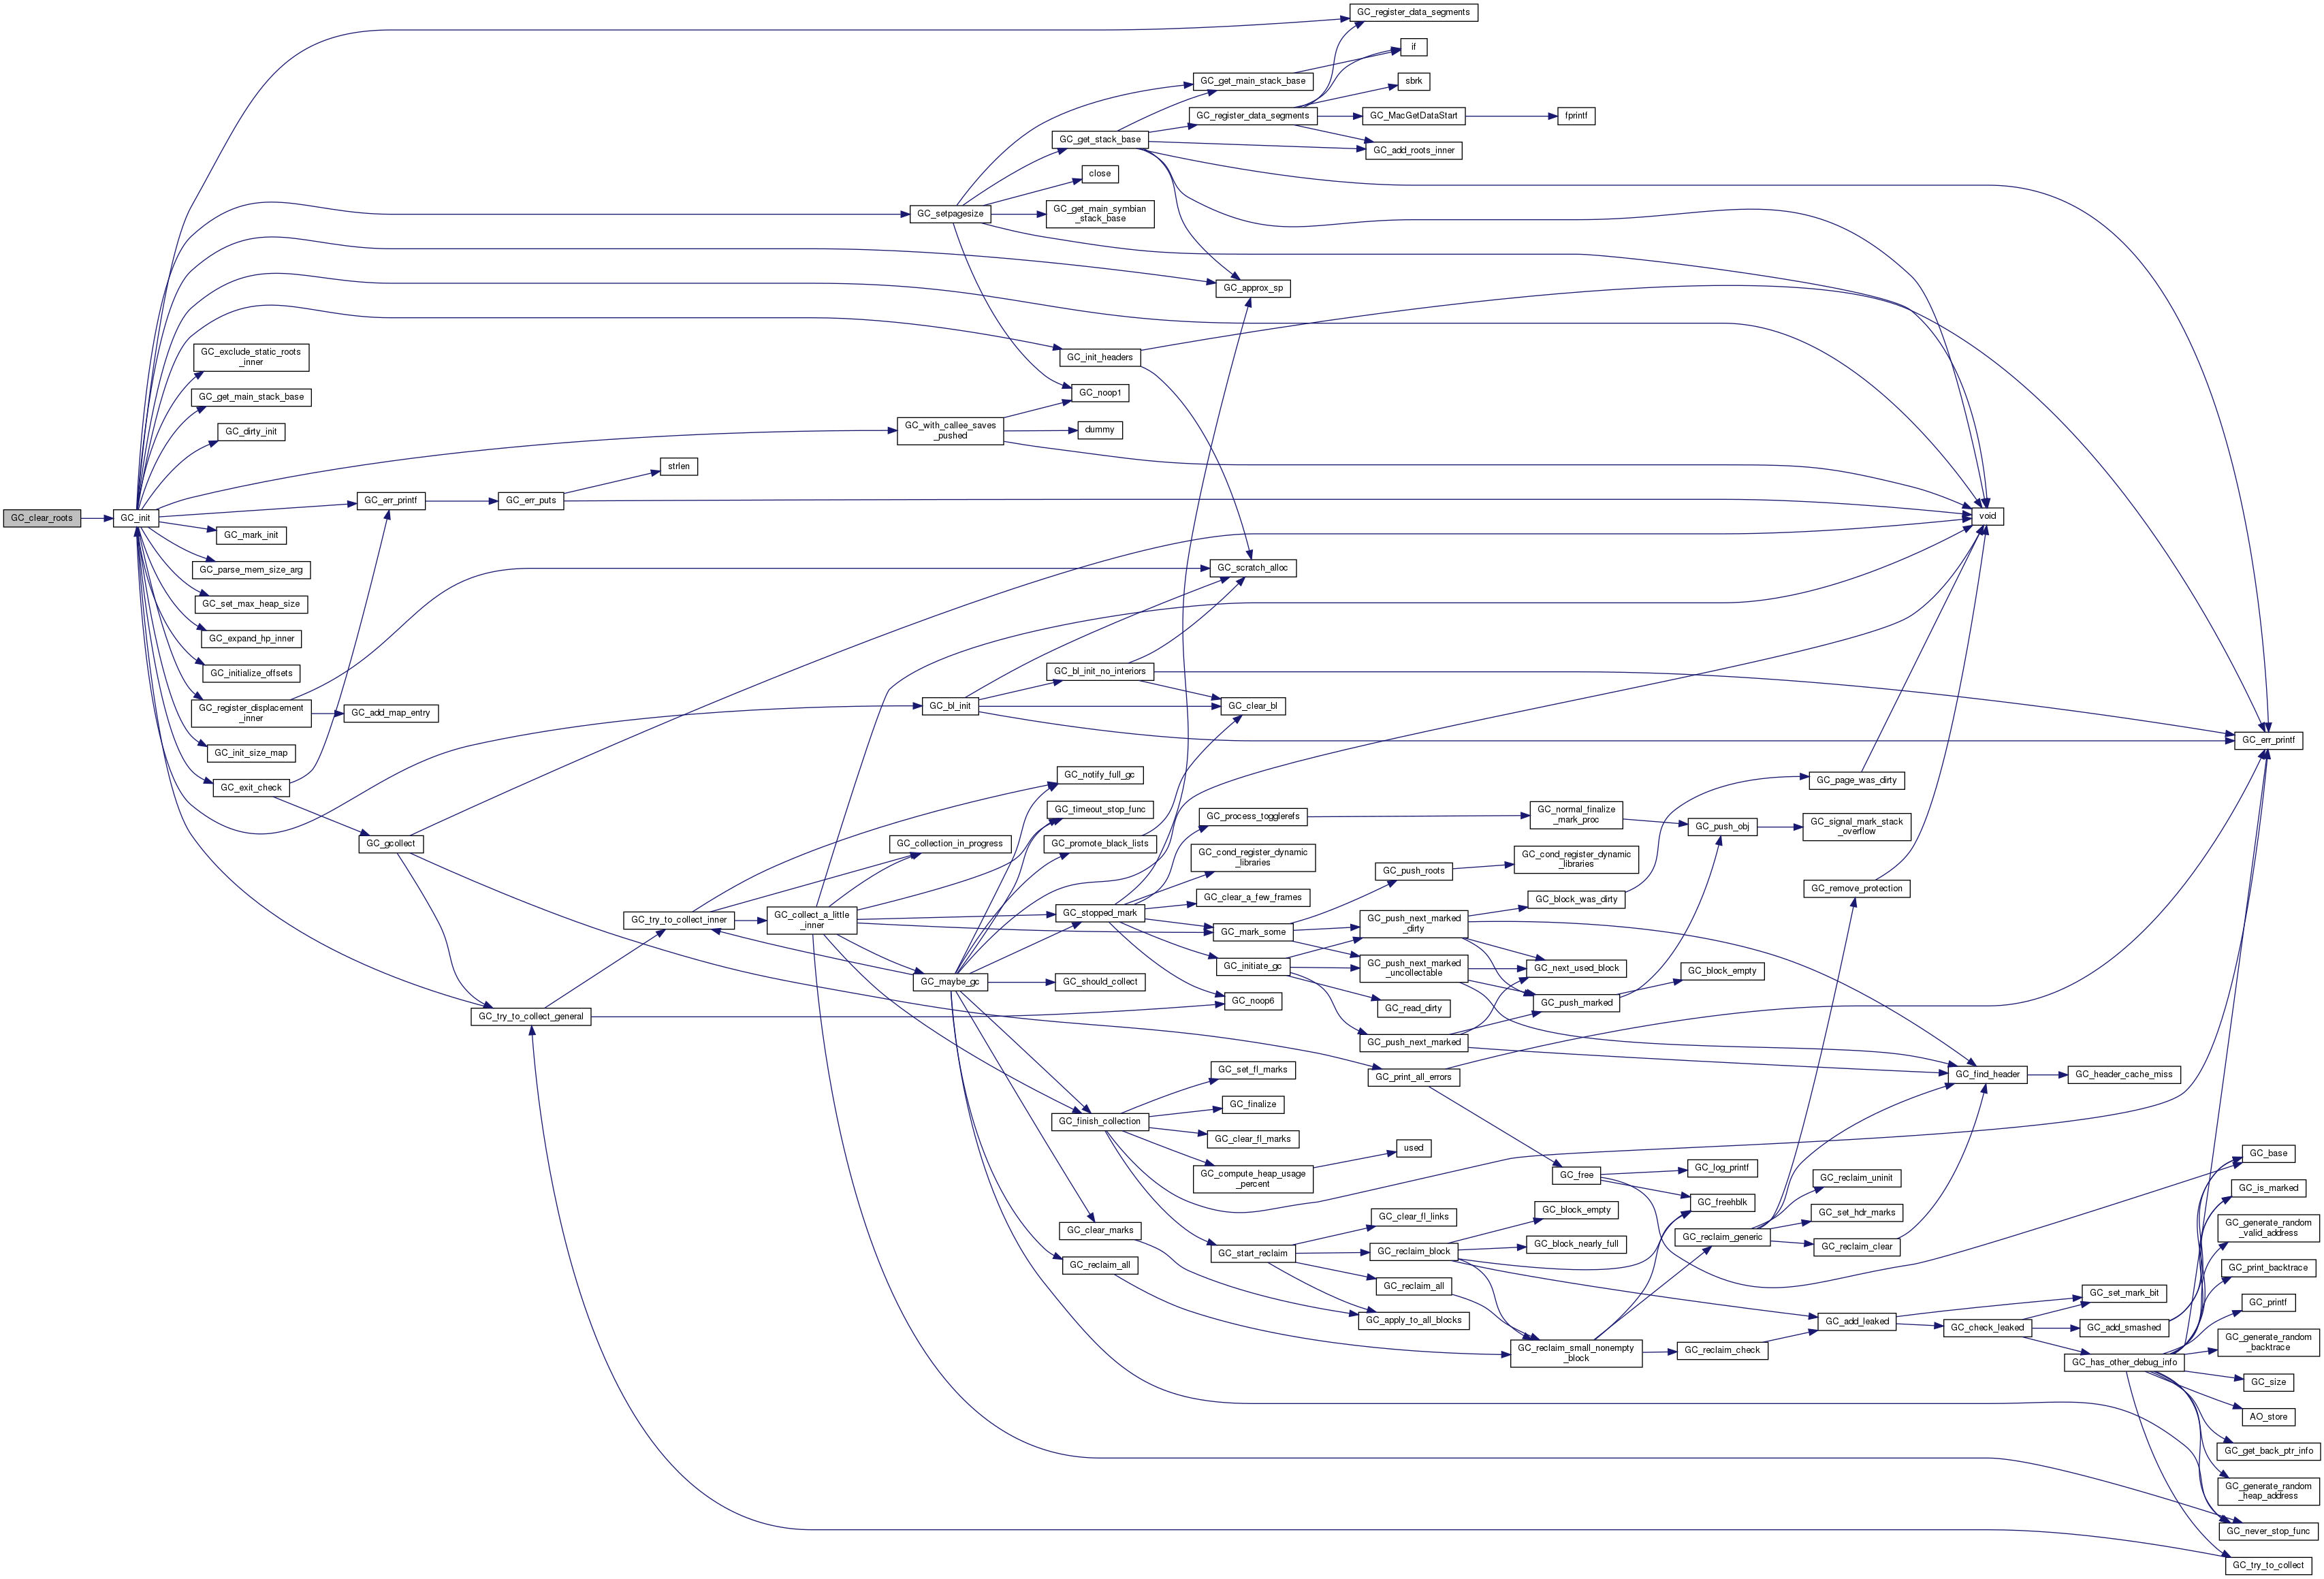 GC_register_data_segments
if
GC_get_main_stack_base
sbrk
GC_register_data_segments
GC_MacGetDataStart
fprintf
GC_get_stack_base
GC_add_roots_inner
close
GC_setpagesize
GC_get_main_symbian
_stack_base
GC_approx_sp
GC_exclude_static_roots
_inner
GC_init_headers
GC_get_main_stack_base
GC_noop1
GC_dirty_init
GC_with_callee_saves
_pushed
dummy
strlen
GC_err_printf
GC_err_puts
GC_clear_roots
GC_init
void
GC_mark_init
GC_parse_mem_size_arg
GC_scratch_alloc
GC_set_max_heap_size
GC_expand_hp_inner
GC_initialize_offsets
GC_bl_init_no_interiors
GC_register_displacement
_inner
GC_add_map_entry
GC_bl_init
GC_clear_bl
GC_err_printf
GC_init_size_map
GC_exit_check
GC_notify_full_gc
GC_page_was_dirty
GC_timeout_stop_func
GC_process_togglerefs
GC_normal_finalize
_mark_proc
GC_push_obj
GC_signal_mark_stack
_overflow
GC_gcollect
GC_collection_in_progress
GC_promote_black_lists
GC_cond_register_dynamic
_libraries
GC_push_roots
GC_cond_register_dynamic
_libraries
GC_remove_protection
GC_clear_a_few_frames
GC_block_was_dirty
GC_try_to_collect_inner
GC_collect_a_little
_inner
GC_stopped_mark
GC_mark_some
GC_push_next_marked
_dirty
GC_initiate_gc
GC_push_next_marked
_uncollectable
GC_next_used_block
GC_block_empty
GC_maybe_gc
GC_should_collect
GC_noop6
GC_read_dirty
GC_push_marked
GC_try_to_collect_general
GC_push_next_marked
GC_set_fl_marks
GC_print_all_errors
GC_find_header
GC_header_cache_miss
GC_finalize
GC_finish_collection
GC_clear_fl_marks
used
GC_compute_heap_usage
_percent
GC_free
GC_log_printf
GC_base
GC_reclaim_uninit
GC_is_marked
GC_freehblk
GC_block_empty
GC_set_hdr_marks
GC_clear_fl_links
GC_generate_random
_valid_address
GC_clear_marks
GC_reclaim_generic
GC_reclaim_clear
GC_block_nearly_full
GC_start_reclaim
GC_reclaim_block
GC_reclaim_all
GC_print_backtrace
GC_reclaim_all
GC_set_mark_bit
GC_printf
GC_apply_to_all_blocks
GC_add_leaked
GC_check_leaked
GC_add_smashed
GC_generate_random
_backtrace
GC_reclaim_small_nonempty
_block
GC_reclaim_check
GC_has_other_debug_info
GC_size
AO_store
GC_get_back_ptr_info
GC_generate_random
_heap_address
GC_never_stop_func
GC_try_to_collect